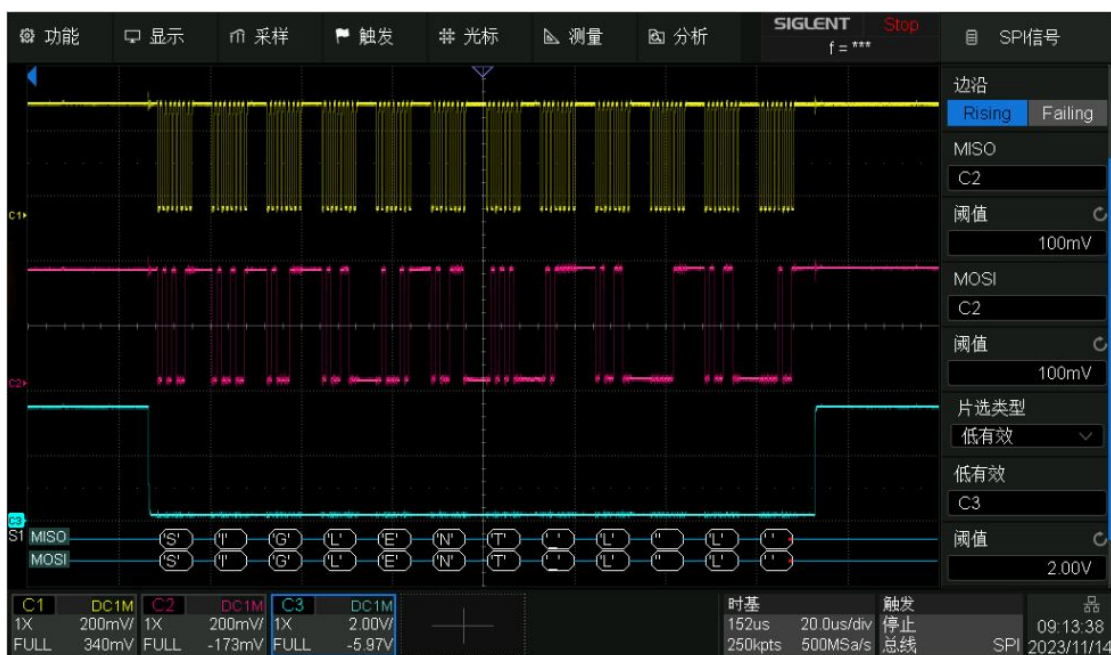 功能 显示 采样 触发 光标 测量 分析 SIGLENT Stop
f = ***
SPI信号
边沿
Rising Failing
MISO
C2
阈值
100mV
MOSI
C2
阈值
100mV
片选类型
低有效
低有效
C3
阈值
2.00V
C1
C2
C3
S1 MISO 'S' 'I' 'G' 'L' 'E' 'N' 'T' '_' 'L' '' 'L' ' '
MOSI 'S' 'I' 'G' 'L' 'E' 'N' 'T' '_' 'L' '' 'L' ' '
C1 DC1M
1X 200mV/
FULL 340mV
C2 DC1M
1X 200mV/
FULL -173mV
C3 DC1M
1X 2.00V/
FULL -5.97V
时基
152us 20.0us/div
250kpts 500MSa/s
触发
停止
总线 SPI
09:13:38
2023/11/14